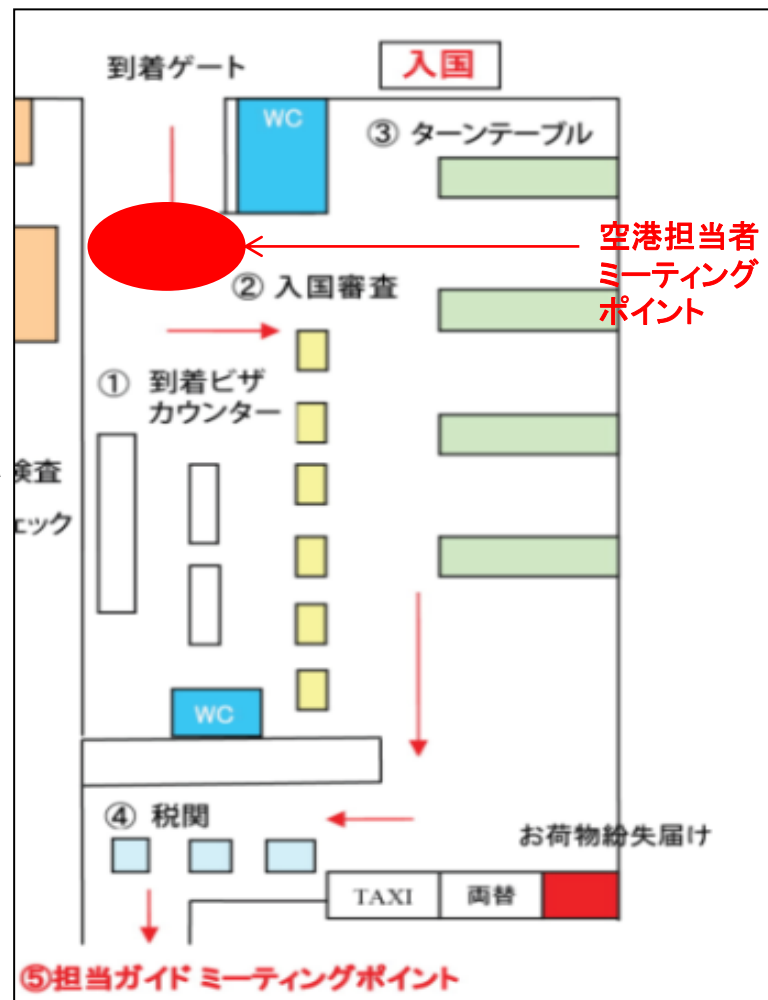 到着ゲート
入国
WC
③ ターンテーブル
空港担当者
ミーティング
ポイント
② 入国審査
① 到着ビザ
カウンター
検査
ェック
WC
④ 税関
お荷物紛失届け
TAXI
両替
⑤担当ガイド ミーティングポイント